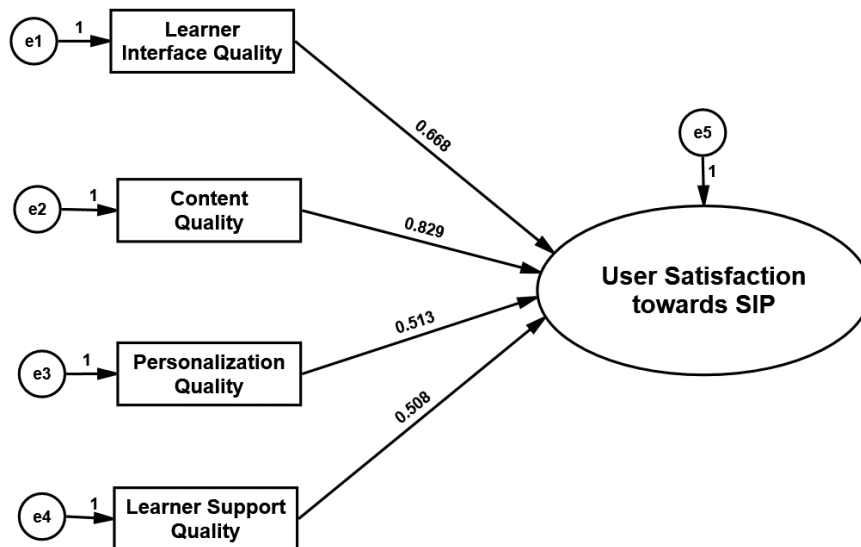 e1
1
Learner
Interface Quality
0.668
e5
1
e2
1
Content
Quality
0.829
User Satisfaction
towards SIP
e3
1
Personalization
Quality
0.513
0.508
e4
1
Learner Support
Quality